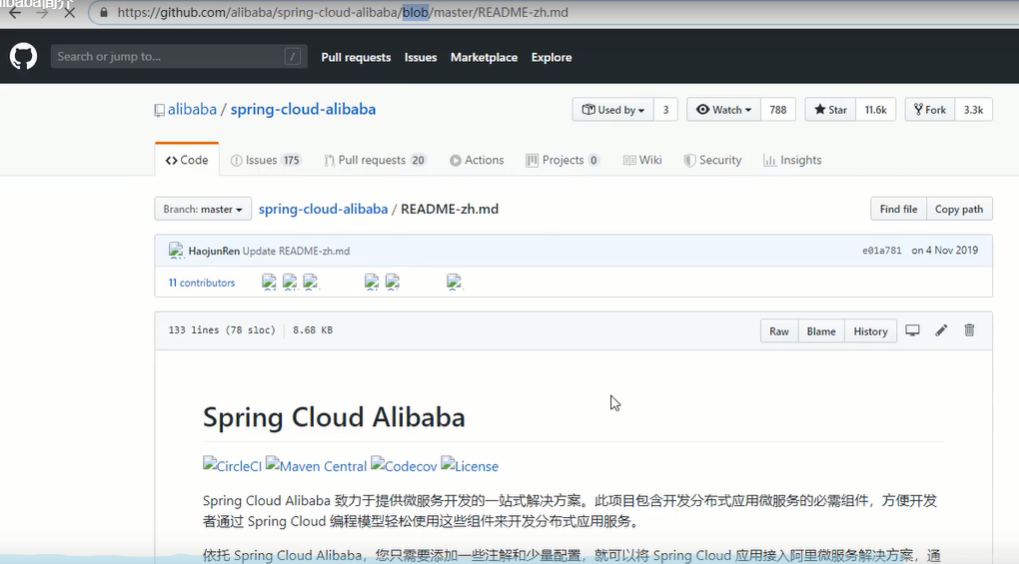 https://github.com/alibaba/spring-cloud-alibaba/blob/master/README-zh.md
Search or jump to... /
Pull requests Issues Marketplace Explore
alibaba / spring-cloud-alibaba
Used by 3 Watch 788 Star 11.6k Fork 3.3k
Code Issues 175 Pull requests 20 Actions Projects 0 Wiki Security Insights
Branch: master spring-cloud-alibaba / README-zh.md Find file Copy path
HaojunRen Update README-zh.md e01a781 on 4 Nov 2019
11 contributors
133 lines (78 sloc) 8.68 KB Raw Blame History
Spring Cloud Alibaba
CircleCI Maven Central Codecov License
Spring Cloud Alibaba 致力于提供微服务开发的一站式解决方案。此项目包含开发分布式应用微服务的必需组件，方便开发
者通过 Spring Cloud 编程模型轻松使用这些组件来开发分布式应用服务。
依托 Spring Cloud Alibaba，您只需要添加一些注解和少量配置，就可以将 Spring Cloud 应用接入阿里微服务解决方案，通